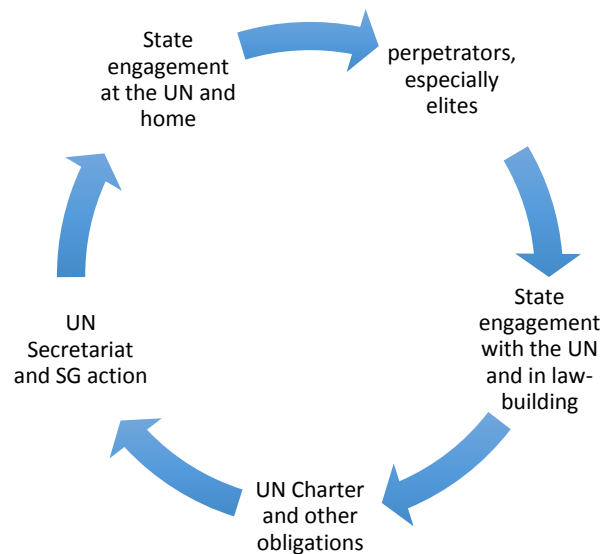 State
engagement
at the UN and
home
perpetrators,
especially
elites
State
engagement
with the UN
and in law-
building
UN Charter
and other
obligations
UN
Secretariat
and SG action